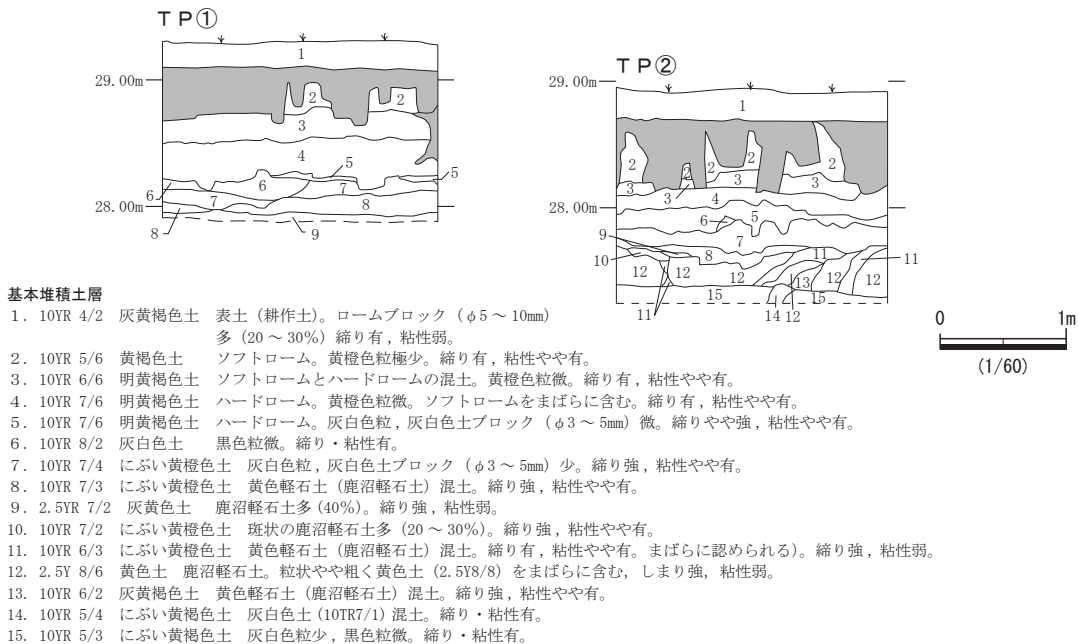 TP①
1
29.00m
2
2
3
4
5
5
6
6
7
7
8
28.00m
8
9
TP②
29.00m
1
2
2
2
2
2
3
3
3
3
4
28.00m
5
6
7
9
8
10
11
11
12
12
12
13
12
12
15
15
11
14 12
0 1m
(1/60)
基本堆積土層
1. 10YR 4/2 灰黄褐色土 表土（耕作土）。ロームブロック（φ5～10mm）
多（20～30%）締り有，粘性弱。
2. 10YR 5/6 黄褐色土 ソフトローム。黄橙色粒極少。締り有，粘性やや有。
3. 10YR 6/6 明黄褐色土 ソフトロームとハードロームの混土。黄橙色粒微。締り有，粘性やや有。
4. 10YR 7/6 明黄褐色土 ハードローム。黄橙色粒微。ソフトロームをまばらに含む。締り有，粘性やや有。
5. 10YR 7/6 明黄褐色土 ハードローム。灰白色粒，灰白色土ブロック（φ3～5mm）微。締りやや強，粘性やや有。
6. 10YR 8/2 灰白色土 黒色粒微。締り・粘性有。
7. 10YR 7/4 にぶい黄橙色土 灰白色粒，灰白色土ブロック（φ3～5mm）少。締り強，粘性やや有。
8. 10YR 7/3 にぶい黄橙色土 黄色軽石土（鹿沼軽石土）混土。締り強，粘性やや有。
9. 2.5YR 7/2 灰黄色土 鹿沼軽石土多（40%）。締り強，粘性弱。
10. 10YR 7/2 にぶい黄橙色土 斑状の鹿沼軽石土多（20～30%）。締り強，粘性やや有。
11. 10YR 6/3 にぶい黄橙色土 黄色軽石土（鹿沼軽石土）混土。締り有，粘性やや有。まばらに認められる）。締り強，粘性弱。
12. 2.5Y 8/6 黄色土 鹿沼軽石土。粒状やや粗く黄色土（2.5Y8/8）をまばらに含む，しまり強，粘性弱。
13. 10YR 6/2 灰黄褐色土 黄色軽石土（鹿沼軽石土）混土。締り強，粘性やや有。
14. 10YR 5/4 にぶい黄褐色土 灰白色土（10TR7/1）混土。締り・粘性有。
15. 10YR 5/3 にぶい黄褐色土 灰白色粒少，黒色粒微。締り・粘性有。